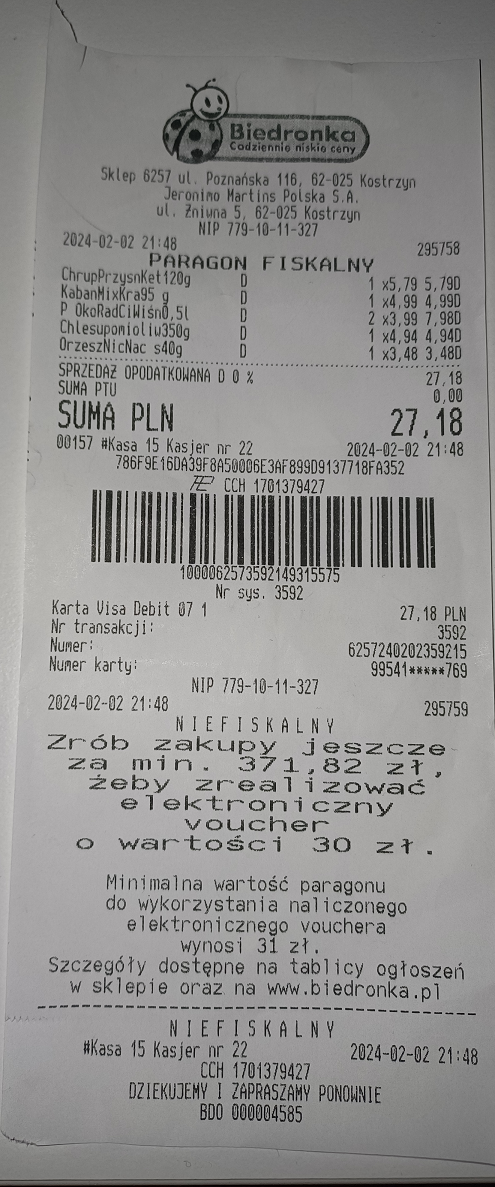 Biedronka
Codziennie niskie ceny
Sklep 6257 ul. Poznańska 116, 62-025 Kostrzyn
Jeronimo Martins Polska S.A.
ul. Żniwna 5, 62-025 Kostrzyn
NIP 779-10-11-327
2024-02-02 21:48 295758
PARAGON FISKALNY
ChrupPrzysnKet120g D 1 x5,79 5,79D
KabanMixKra95 g D 1 x4,99 4,99D
P OkoRadCiWiśn0,5l D 2 x3,99 7,98D
Chlesupomioliw350g D 1 x4,94 4,94D
OrzeszNicNac s40g D 1 x3,48 3,48D
SPRZEDAŻ OPODATKOWANA D 0 % 27,18
SUMA PTU 0,00
SUMA PLN 27,18
00157 #Kasa 15 Kasjer nr 22 2024-02-02 21:48
786F9E16DA39F8A50006E3AF899D9137718FA352
CCH 1701379427
1000062573592149315575
Nr sys. 3592
Karta Visa Debit 07 1 27,18 PLN
Nr transakcji: 3592
Numer: 6257240202359215
Numer karty: 99541*****769
NIP 779-10-11-327
2024-02-02 21:48 295759
NIEFISKALNY
Zrób zakupy jeszcze
za min. 371,82 zł,
żeby zrealizować
elektroniczny
voucher
o wartości 30 zł.
Minimalna wartość paragonu
do wykorzystania naliczonego
elektronicznego vouchera
wynosi 31 zł.
Szczegóły dostępne na tablicy ogłoszeń
w sklepie oraz na www.biedronka.pl
NIEFISKALNY
#Kasa 15 Kasjer nr 22 2024-02-02 21:48
CCH 1701379427
DZIEKUJEMY I ZAPRASZAMY PONOWNIE
BDO 000004585